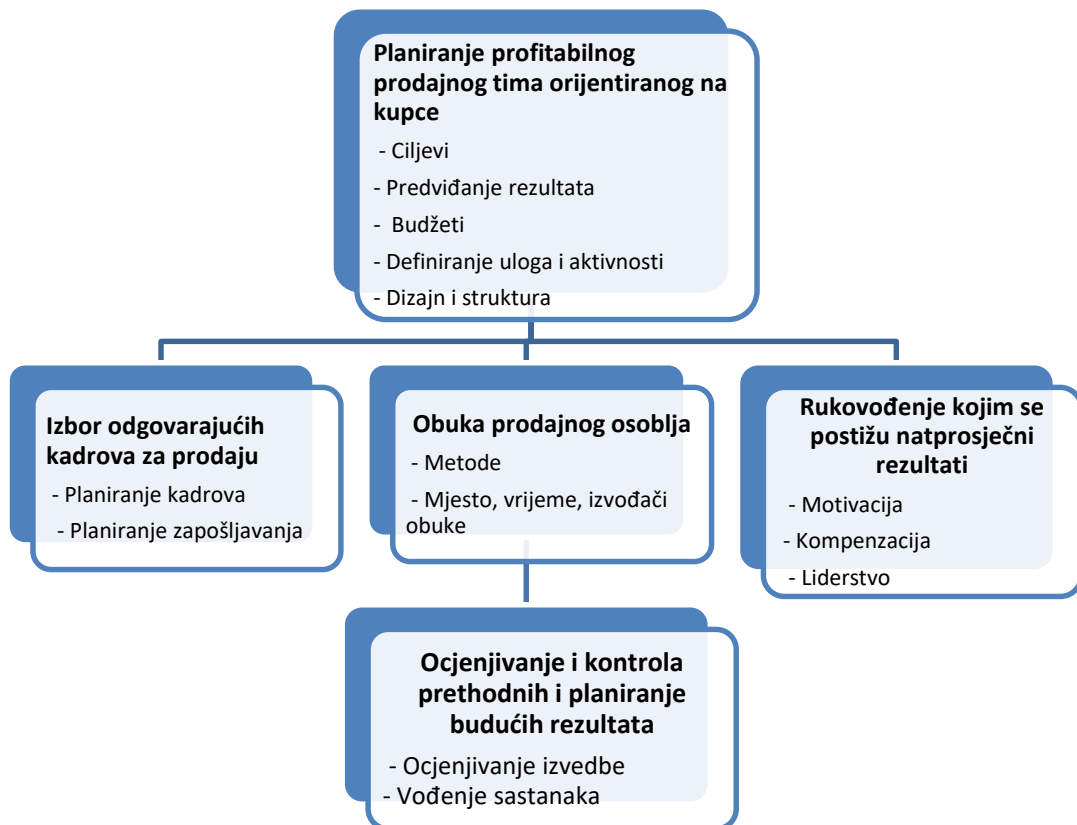 Planiranje profitabilnog
prodajnog tima orijentiranog na
kupce
- Ciljevi
- Predviđanje rezultata
- Budžeti
- Definiranje uloga i aktivnosti
- Dizajn i struktura
Izbor odgovarajućih
kadrova za prodaju
- Planiranje kadrova
- Planiranje zapošljavanja
Obuka prodajnog osoblja
- Metode
- Mjesto, vrijeme, izvođači
obuke
Rukovođenje kojim se
postižu natprosječni
rezultati
- Motivacija
- Kompenzacija
- Liderstvo
Ocjenjivanje i kontrola
prethodnih i planiranje
budućih rezultata
- Ocjenjivanje izvedbe
- Vođenje sastanaka